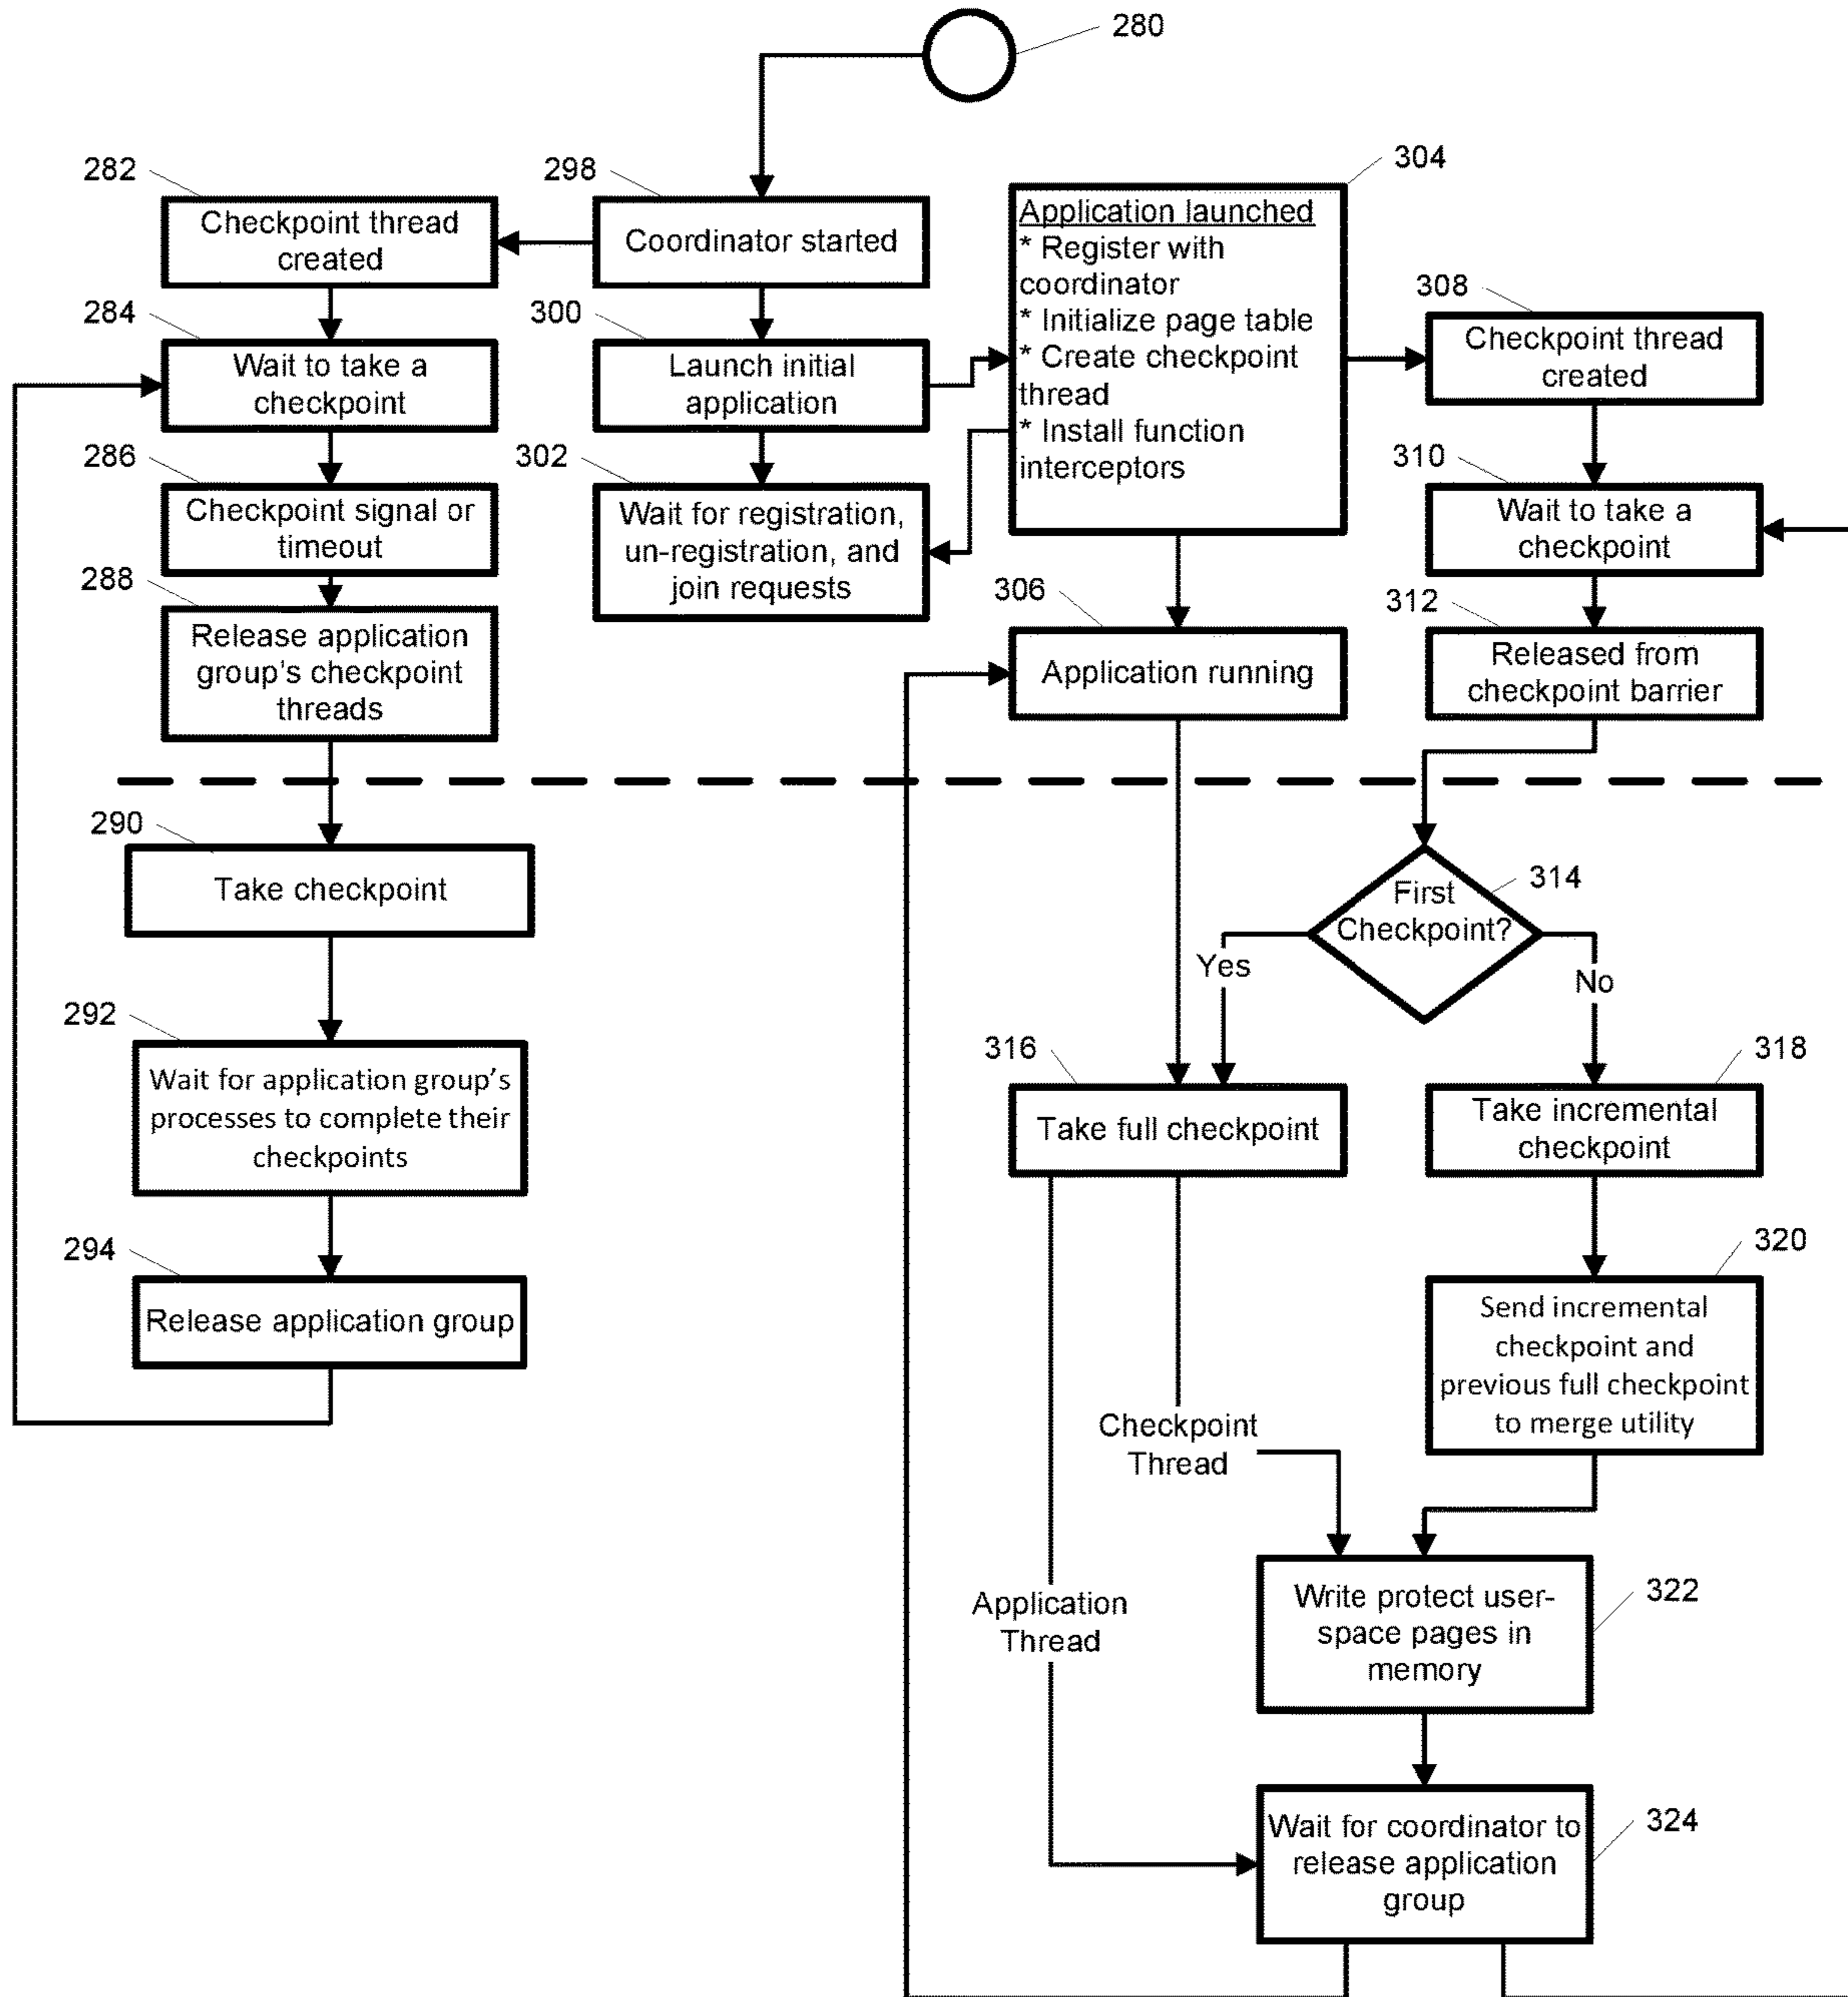 280
282
298
304
Checkpoint thread
created
Coordinator started
Application launched
* Register with
coordinator
* Initialize page table
* Create checkpoint
thread
* Install function
interceptors
284
300
308
Wait to take a
checkpoint
Launch initial
application
Checkpoint thread
created
286
302
310
Checkpoint signal or
timeout
Wait for registration,
un-registration, and
join requests
Wait to take a
checkpoint
288
306
312
Release application
group's checkpoint
threads
Application running
Released from
checkpoint barrier
290
Take checkpoint
314
First
Checkpoint?
Yes
No
292
316
318
Wait for application group's
processes to complete their
checkpoints
Take full checkpoint
Take incremental
checkpoint
294
320
Release application group
Send incremental
checkpoint and
previous full checkpoint
to merge utility
Checkpoint
Thread
Application
Thread
322
Write protect user-
space pages in
memory
324
Wait for coordinator to
release application
group